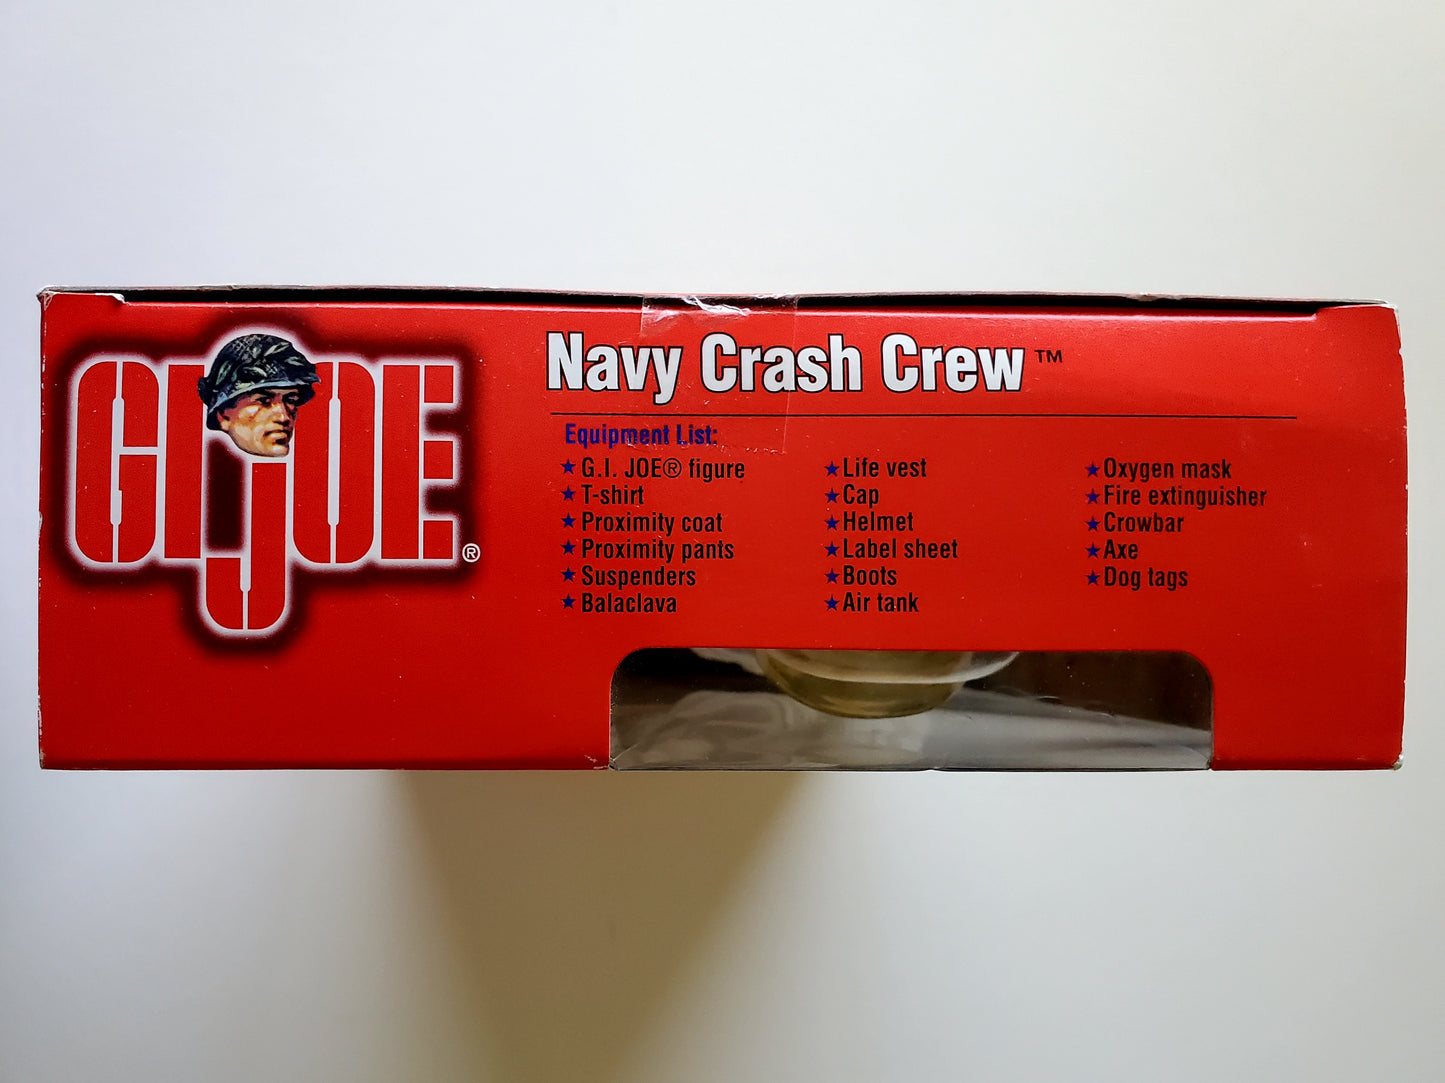 GI JOE®
Navy Crash Crew™
Equipment List:
★G.I. JOE® figure
★T-shirt
★Proximity coat
★Proximity pants
★Suspenders
★Balaclava
★Life vest
★Cap
★Helmet
★Label sheet
★Boots
★Air tank
★Oxygen mask
★Fire extinguisher
★Crowbar
★Axe
★Dog tags